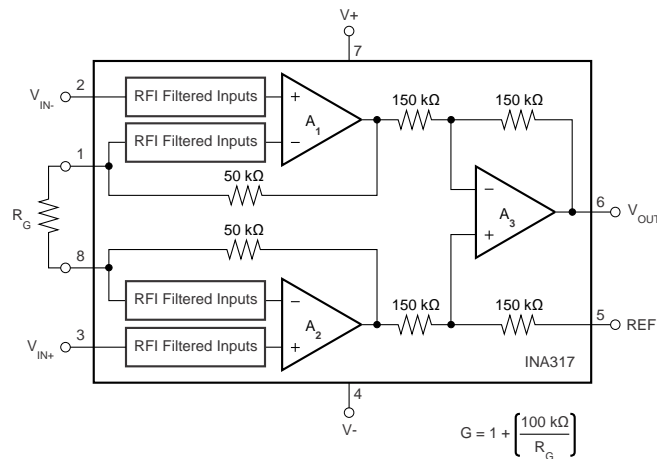 V+
7
2
V_IN-
RFI Filtered Inputs
+
A_1
150 kΩ
150 kΩ
RFI Filtered Inputs
−
1
50 kΩ
R_G
−
A_3
+
6
V_OUT
8
50 kΩ
RFI Filtered Inputs
−
A_2
150 kΩ
150 kΩ
5
REF
3
V_IN+
RFI Filtered Inputs
+
INA317
4
V-
G = 1 + [100 kΩ / R_G]